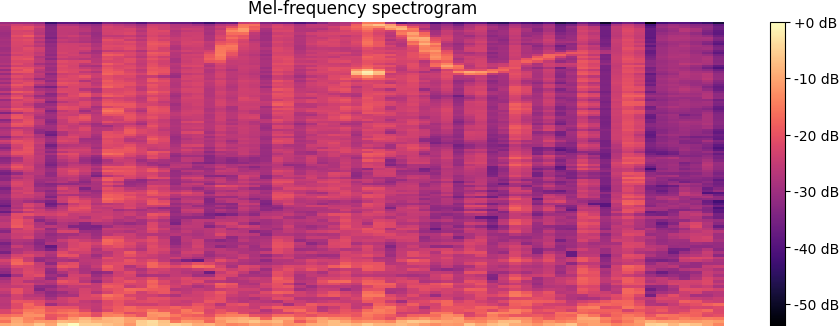 Mel-frequency spectrogram
+0 dB
-10 dB
-20 dB
-30 dB
-40 dB
-50 dB